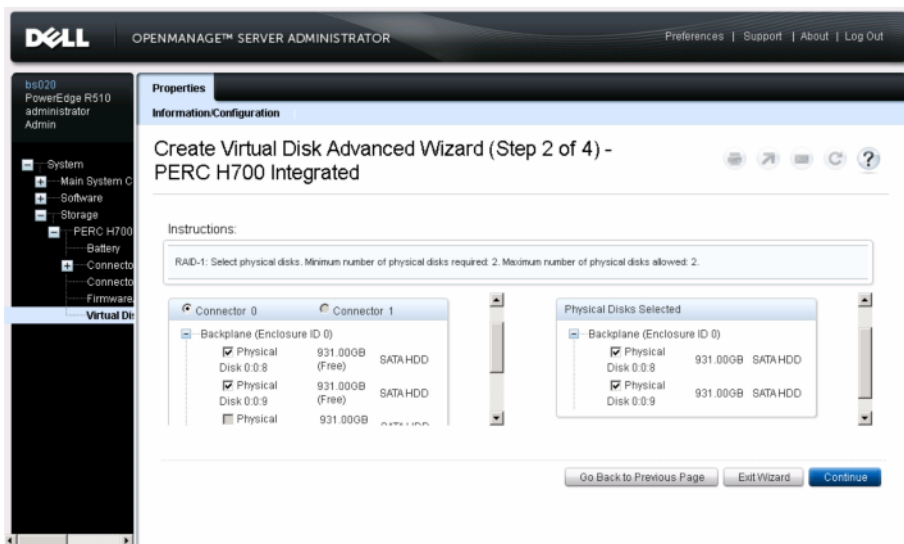 DELL
OPENMANAGE™ SERVER ADMINISTRATOR
Preferences | Support | About | Log Out
bs020
PowerEdge R510
administrator
Admin
System
Main System C
Software
Storage
PERC H700
Battery
Connecto
Connecto
Firmware
Virtual Di
Properties
Information/Configuration
Create Virtual Disk Advanced Wizard (Step 2 of 4) -
PERC H700 Integrated
Instructions:
RAID-1: Select physical disks. Minimum number of physical disks required: 2. Maximum number of physical disks allowed: 2.
Connector 0 Connector 1
Backplane (Enclosure ID 0)
Physical 931.00GB SATA HDD
Disk 0:0:8 (Free)
Physical 931.00GB SATA HDD
Disk 0:0:9 (Free)
Physical 931.00GB SATA HDD
Physical Disks Selected
Backplane (Enclosure ID 0)
Physical 931.00GB SATA HDD
Disk 0:0:8
Physical 931.00GB SATA HDD
Disk 0:0:9
Go Back to Previous Page Exit Wizard Continue